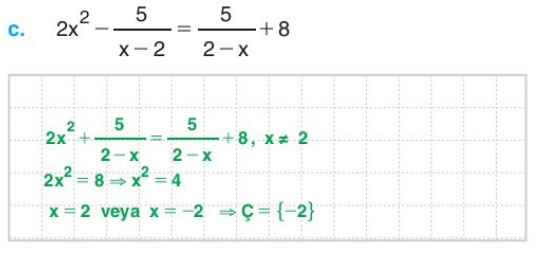 c. 2x² − 5/(x − 2) = 5/(2 − x) + 8
2x² + 5/(2 − x) = 5/(2 − x) + 8, x ≠ 2
2x² = 8 ⇒ x² = 4
x = 2 veya x = −2 ⇒ Ç = {−2}